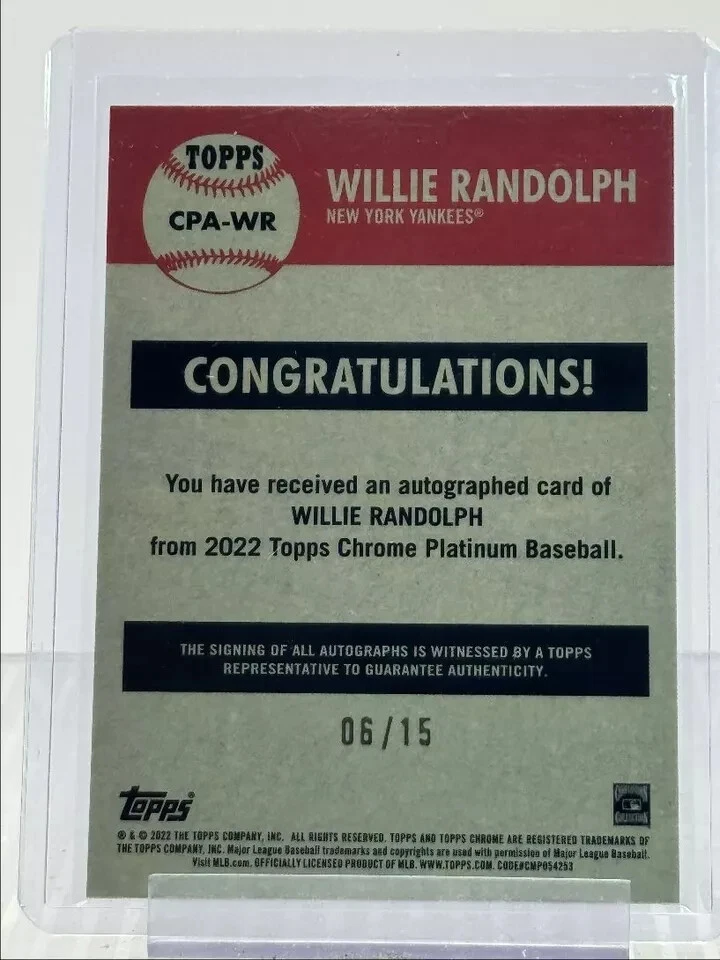 TOPPS
CPA-WR
WILLIE RANDOLPH
NEW YORK YANKEES®
CONGRATULATIONS!
You have received an autographed card of
WILLIE RANDOLPH
from 2022 Topps Chrome Platinum Baseball.
THE SIGNING OF ALL AUTOGRAPHS IS WITNESSED BY A TOPPS
REPRESENTATIVE TO GUARANTEE AUTHENTICITY.
06/15
Topps®
® & © 2022 THE TOPPS COMPANY, INC. ALL RIGHTS RESERVED. TOPPS AND TOPPS CHROME ARE REGISTERED TRADEMARKS OF
THE TOPPS COMPANY, INC. Major League Baseball trademarks and copyrights are used with permission of Major League Baseball.
Visit MLB.com. OFFICIALLY LICENSED PRODUCT OF MLB. WWW.TOPPS.COM. CODE#CMP054253